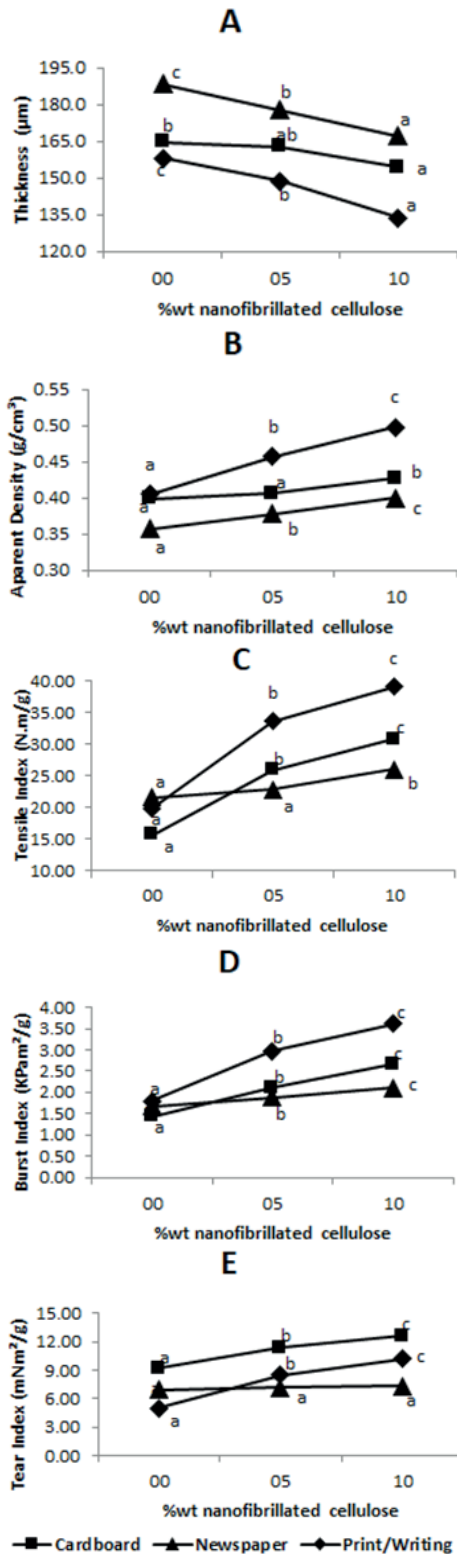 A
195.0
180.0
165.0
150.0
135.0
120.0
Thickness (µm)
c
b
a
b
ab
a
c
b
a
00 05 10
%wt nanofibrillated cellulose
B
0.55
0.50
0.45
0.40
0.35
0.30
Aparent Density (g/cm³)
a
b
c
a
a
b
a
b
c
00 05 10
%wt nanofibrillated cellulose
C
40.00
35.00
30.00
25.00
20.00
15.00
10.00
Tensile Index (N.m/g)
a
b
c
a
b
c
a
a
b
00 05 10
%wt nanofibrillated cellulose
D
4.00
3.50
3.00
2.50
2.00
1.50
1.00
0.50
0.00
Burst Index (KPam²/g)
a
b
c
b
c
a
b
c
00 05 10
%wt nanofibrillated cellulose
E
15.00
12.00
9.00
6.00
3.00
0.00
Tear Index (mNm²/g)
a
b
c
b
c
a
a
a
00 05 10
%wt nanofibrillated cellulose
Cardboard Newspaper Print/Writing